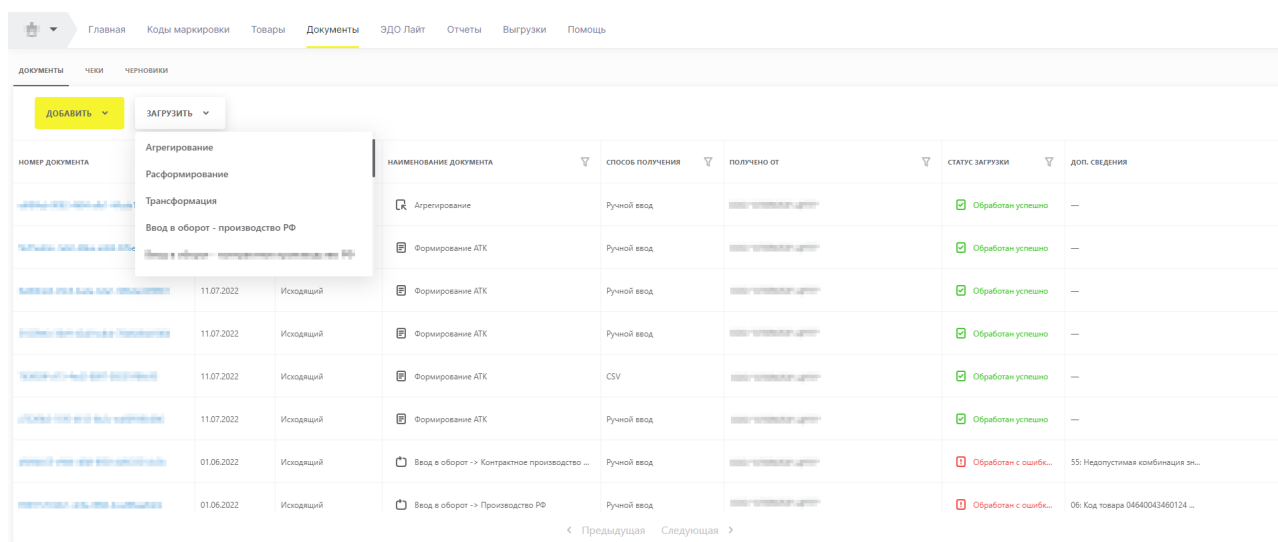 Главная Коды маркировки Товары Документы ЭДО Лайт Отчеты Выгрузки Помощь
ДОКУМЕНТЫ ЧЕКИ ЧЕРНОВИКИ
ДОБАВИТЬ ЗАГРУЗИТЬ
Агрегирование
Расформирование
Трансформация
Ввод в оборот - производство РФ
НОМЕР ДОКУМЕНТА НАИМЕНОВАНИЕ ДОКУМЕНТА СПОСОБ ПОЛУЧЕНИЯ ПОЛУЧЕНО ОТ СТАТУС ЗАГРУЗКИ ДОП. СВЕДЕНИЯ
Агрегирование Ручной ввод Обработан успешно —
Формирование АТК Ручной ввод Обработан успешно —
11.07.2022 Исходящий Формирование АТК Ручной ввод Обработан успешно —
11.07.2022 Исходящий Формирование АТК Ручной ввод Обработан успешно —
11.07.2022 Исходящий Формирование АТК CSV Обработан успешно —
11.07.2022 Исходящий Формирование АТК Ручной ввод Обработан успешно —
01.06.2022 Исходящий Ввод в оборот -> Контрактное производство ... Ручной ввод Обработан с ошибк... 55: Недопустимая комбинация зн...
01.06.2022 Исходящий Ввод в оборот -> Производство РФ Ручной ввод Обработан с ошибк... 06: Код товара 04640043460124 ...
< Предыдущая Следующая >